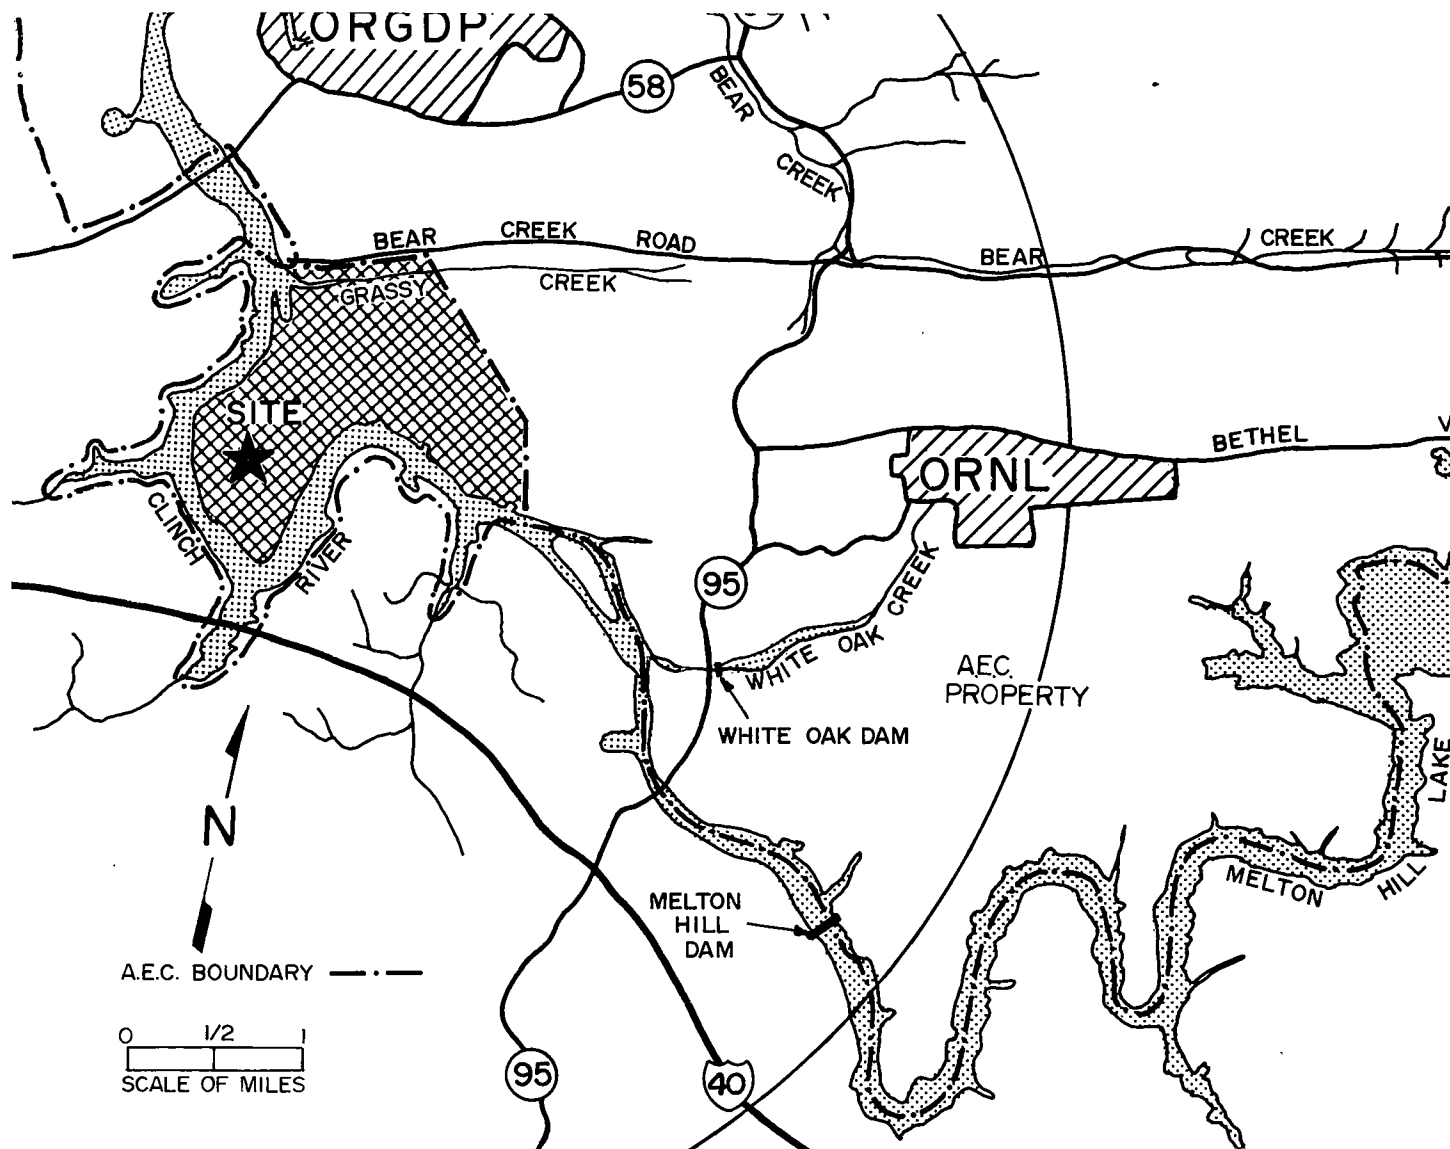 ORGDP
58
BEAR
CREEK
BEAR CREEK ROAD
BEAR CREEK
GRASSY CREEK
SITE
BETHEL V
ORNL
CLINCH
RIVER
95
WHITE OAK CREEK
A.E.C.
PROPERTY
WHITE OAK DAM
LAKE
N
MELTON HILL
MELTON
HILL
DAM
A.E.C. BOUNDARY
0 1/2 1
SCALE OF MILES
95
40